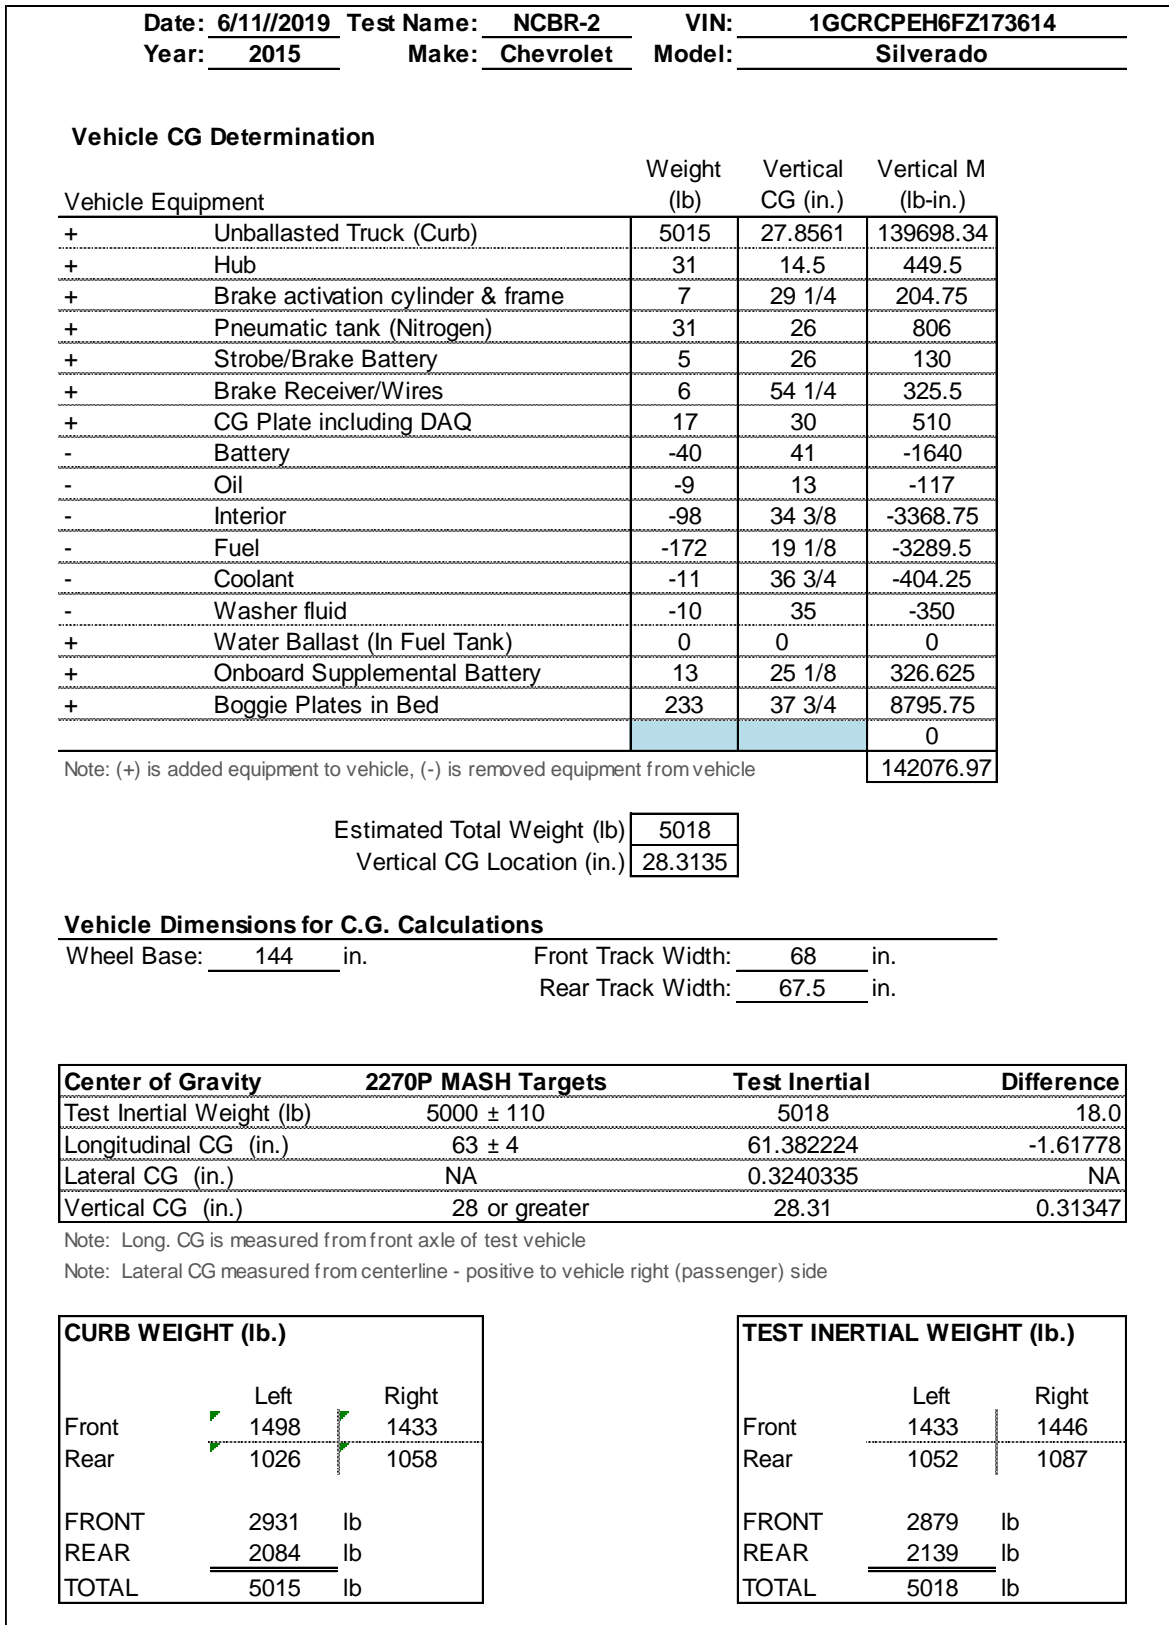 Date: 6/11//2019 Test Name: NCBR-2 VIN: 1GCRCPEH6FZ173614
Year: 2015 Make: Chevrolet Model: Silverado
Vehicle CG Determination
Weight Vertical Vertical M
Vehicle Equipment (lb) CG (in.) (lb-in.)
+ Unballasted Truck (Curb) 5015 27.8561 139698.34
+ Hub 31 14.5 449.5
+ Brake activation cylinder & frame 7 29 1/4 204.75
+ Pneumatic tank (Nitrogen) 31 26 806
+ Strobe/Brake Battery 5 26 130
+ Brake Receiver/Wires 6 54 1/4 325.5
+ CG Plate including DAQ 17 30 510
- Battery -40 41 -1640
- Oil -9 13 -117
- Interior -98 34 3/8 -3368.75
- Fuel -172 19 1/8 -3289.5
- Coolant -11 36 3/4 -404.25
- Washer fluid -10 35 -350
+ Water Ballast (In Fuel Tank) 0 0 0
+ Onboard Supplemental Battery 13 25 1/8 326.625
+ Boggie Plates in Bed 233 37 3/4 8795.75
0
Note: (+) is added equipment to vehicle, (-) is removed equipment from vehicle 142076.97
Estimated Total Weight (lb) 5018
Vertical CG Location (in.) 28.3135
Vehicle Dimensions for C.G. Calculations
Wheel Base: 144 in. Front Track Width: 68 in.
Rear Track Width: 67.5 in.
Center of Gravity 2270P MASH Targets Test Inertial Difference
Test Inertial Weight (lb) 5000 ± 110 5018 18.0
Longitudinal CG (in.) 63 ± 4 61.382224 -1.61778
Lateral CG (in.) NA 0.3240335 NA
Vertical CG (in.) 28 or greater 28.31 0.31347
Note: Long. CG is measured from front axle of test vehicle
Note: Lateral CG measured from centerline - positive to vehicle right (passenger) side
CURB WEIGHT (lb.)
Left Right
Front 1498 1433
Rear 1026 1058
FRONT 2931 lb
REAR 2084 lb
TOTAL 5015 lb
TEST INERTIAL WEIGHT (lb.)
Left Right
Front 1433 1446
Rear 1052 1087
FRONT 2879 lb
REAR 2139 lb
TOTAL 5018 lb